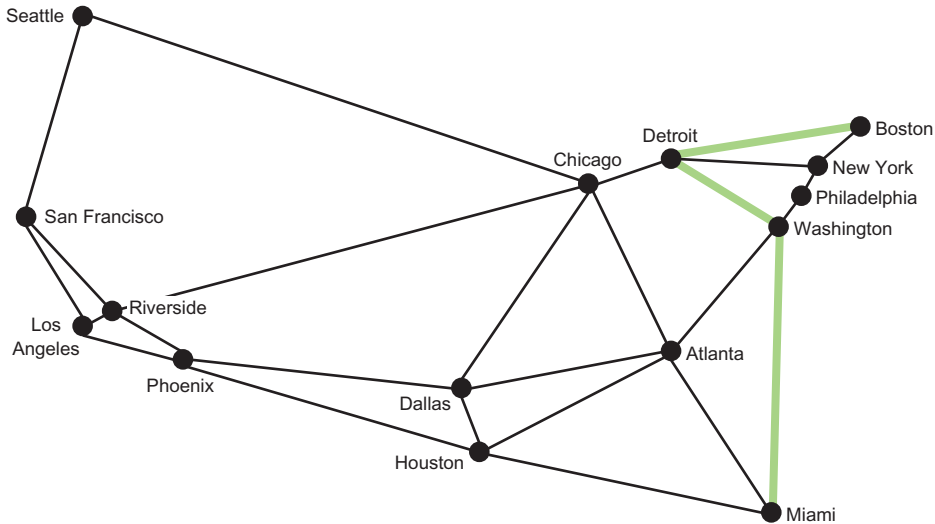 Seattle
Boston
Detroit
Chicago
New York
Philadelphia
San Francisco
Washington
Riverside
Los
Angeles
Atlanta
Phoenix
Dallas
Houston
Miami